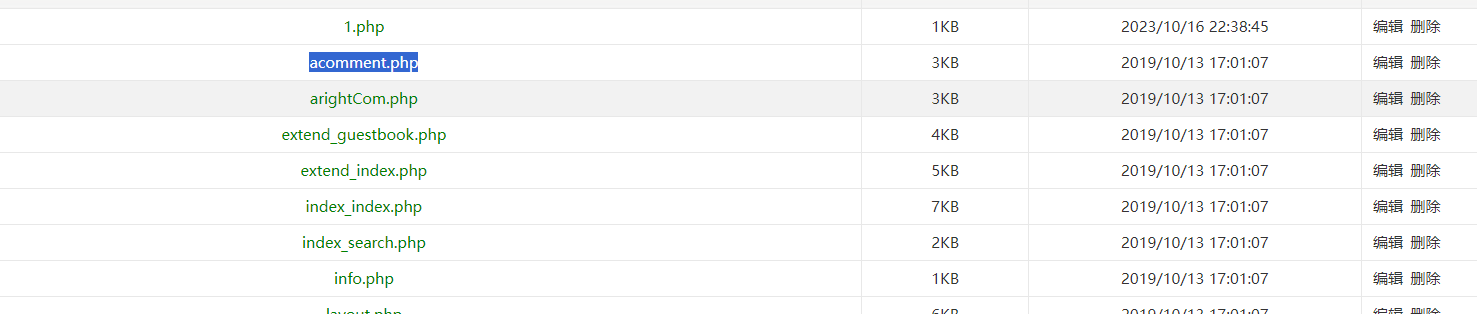 1.php 1KB 2023/10/16 22:38:45 编辑 删除
acomment.php 3KB 2019/10/13 17:01:07 编辑 删除
arightCom.php 3KB 2019/10/13 17:01:07 编辑 删除
extend_guestbook.php 4KB 2019/10/13 17:01:07 编辑 删除
extend_index.php 5KB 2019/10/13 17:01:07 编辑 删除
index_index.php 7KB 2019/10/13 17:01:07 编辑 删除
index_search.php 2KB 2019/10/13 17:01:07 编辑 删除
info.php 1KB 2019/10/13 17:01:07 编辑 删除
layout.php 6KB 2019/10/13 17:01:07 编辑 删除